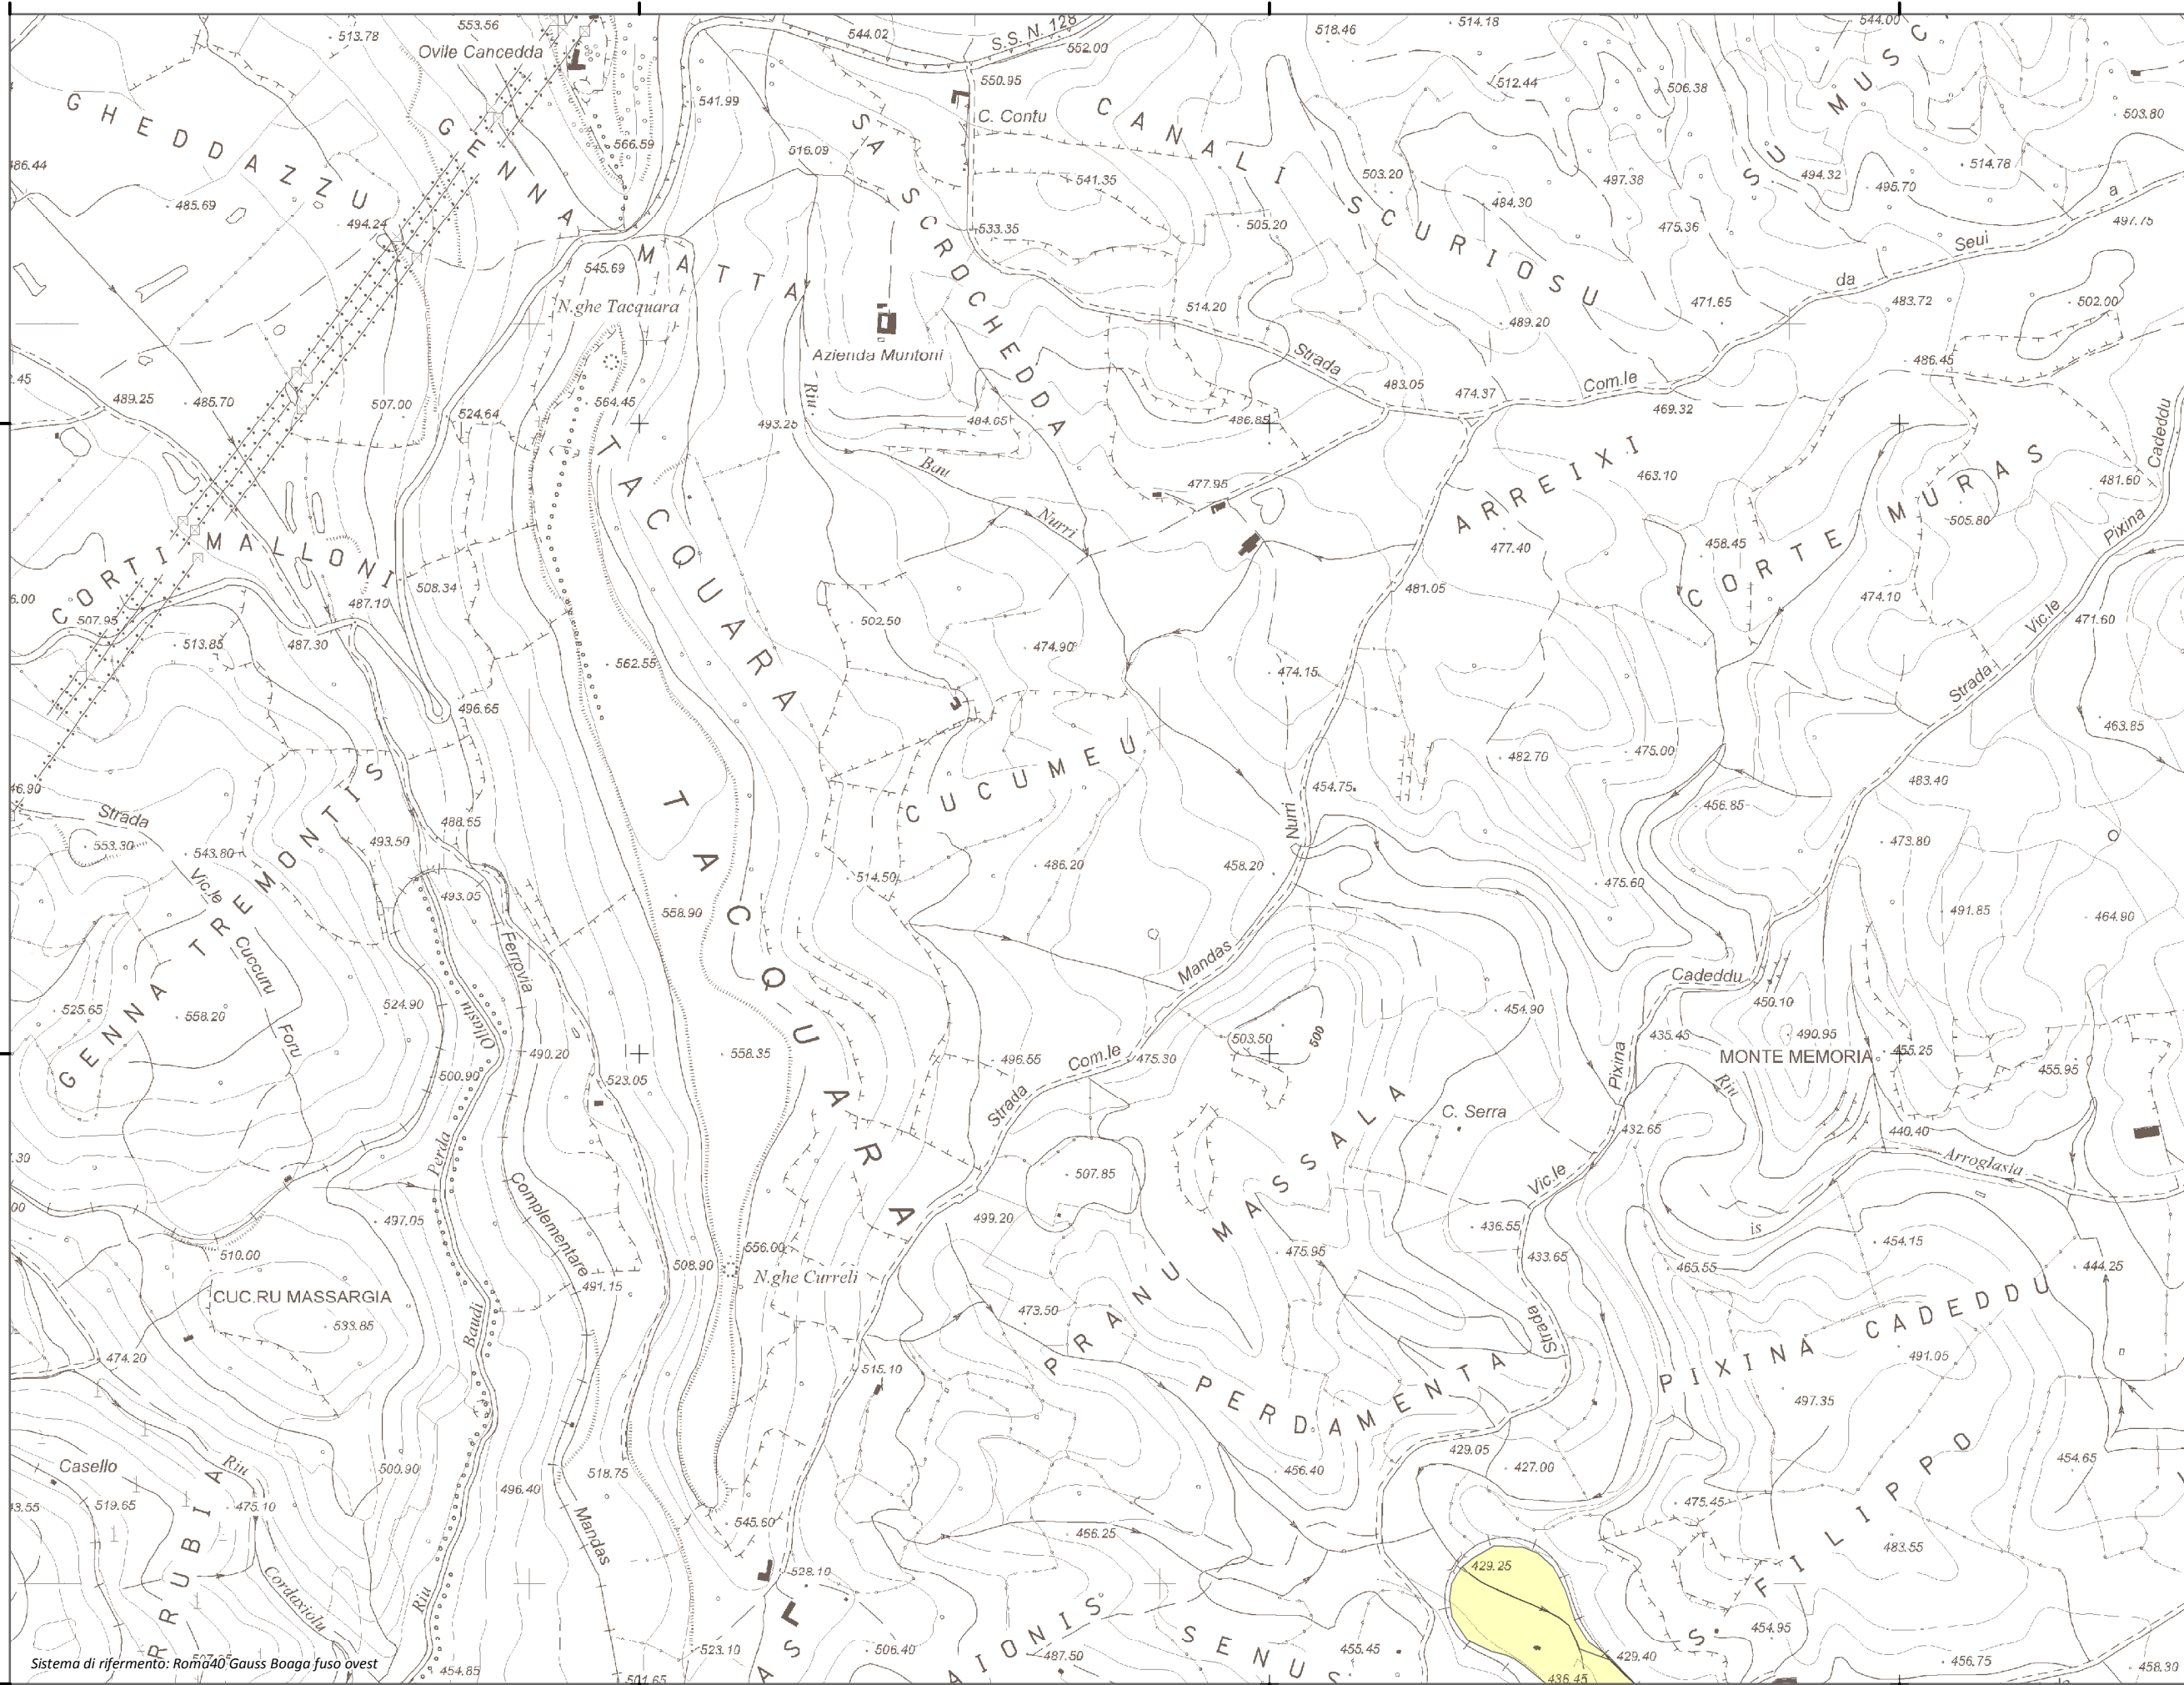 553.56
513.78
Ovile Cancedda
544.02
S.S. N. 128
552.00
518.46
514.18
544.00
550.95
512.44
506.38
SU MUSC
GHEDDAZZU
541.99
C. Contu
CANALI SCURIOSU
503.80
GENNA MATTA
566.59
516.09
SA SCROCHEDDA
541.35
503.20
497.38
494.32
495.70
514.78
86.44
485.69
494.24
533.35
505.20
484.30
475.36
497.75
a
Seui
da
545.69
N.ghe Tacquara
514.20
489.20
471.65
483.72
502.00
Azienda Muntoni
Strada
Com.le
486.45
.45
489.25
485.70
507.00
524.64
564.45
493.25
Riu
484.65
486.85
483.05
474.37
469.32
Cadeddu
TACQUARA
Bau
Nurri
477.95
ARREIXI
463.10
CORTE MURAS
481.60
505.80
Pixina
CORTI MALLONI
477.40
458.45
6.00
507.95
487.10
508.34
481.05
474.10
Vic.le
471.60
513.85
487.30
502.50
474.90
562.55
474.15
Strada
496.65
463.85
GENNA TREMONTIS
CUCUMEU
482.70
475.00
483.40
46.90
Strada
454.75
456.85
TACQUARA
553.30
543.80
Vic.le
493.50
488.65
Nurri
473.80
486.20
458.20
514.50
475.60
493.05
558.90
491.85
464.90
Cuccuru
Ferrovia
Mandas
Cadeddu
525.65
558.20
524.90
Ollastu
454.90
450.10
Foru
490.20
558.35
496.55
Com.le
475.30
503.50
500
435.45
490.95
MONTE MEMORIA
455.25
455.95
500.90
523.05
Strada
Pixina
Riu
C. Serra
432.65
440.40
.30
Perda
507.85
PRANU MASSALA
Vic.le
Arroglasia
00
Complementare
497.05
499.20
436.55
is
454.15
510.00
556.00
508.90
475.95
433.65
465.55
444.25
N.ghe Curreli
491.15
CUC.RU MASSARGIA
533.85
Baudi
473.50
Strada
PIXINA CADEDDU
474.20
515.10
PERDAMENTA
491.05
497.35
429.05
Casello
Riu
500.90
518.75
456.40
427.00
S. FILIPPO
454.65
43.55
519.65
475.10
496.40
475.45
RRUBIA
545.60
466.25
483.55
Mandas
528.10
429.25
Cordaxiolu
Riu
AIONIS
SENUS
454.95
Sistema di rifermento: Roma40 Gauss Boaga fuso ovest
454.85
523.10
AS
506.40
487.50
455.45
429.40
456.75
458.30
501.65
436.45